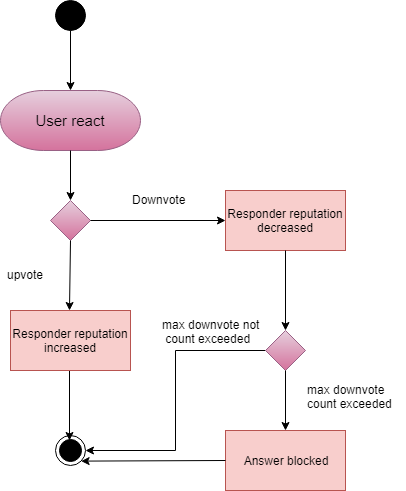 User react
Downvote
Responder reputation
decreased
upvote
Responder reputation
increased
max downvote not
count exceeded
max downvote
count exceeded
Answer blocked